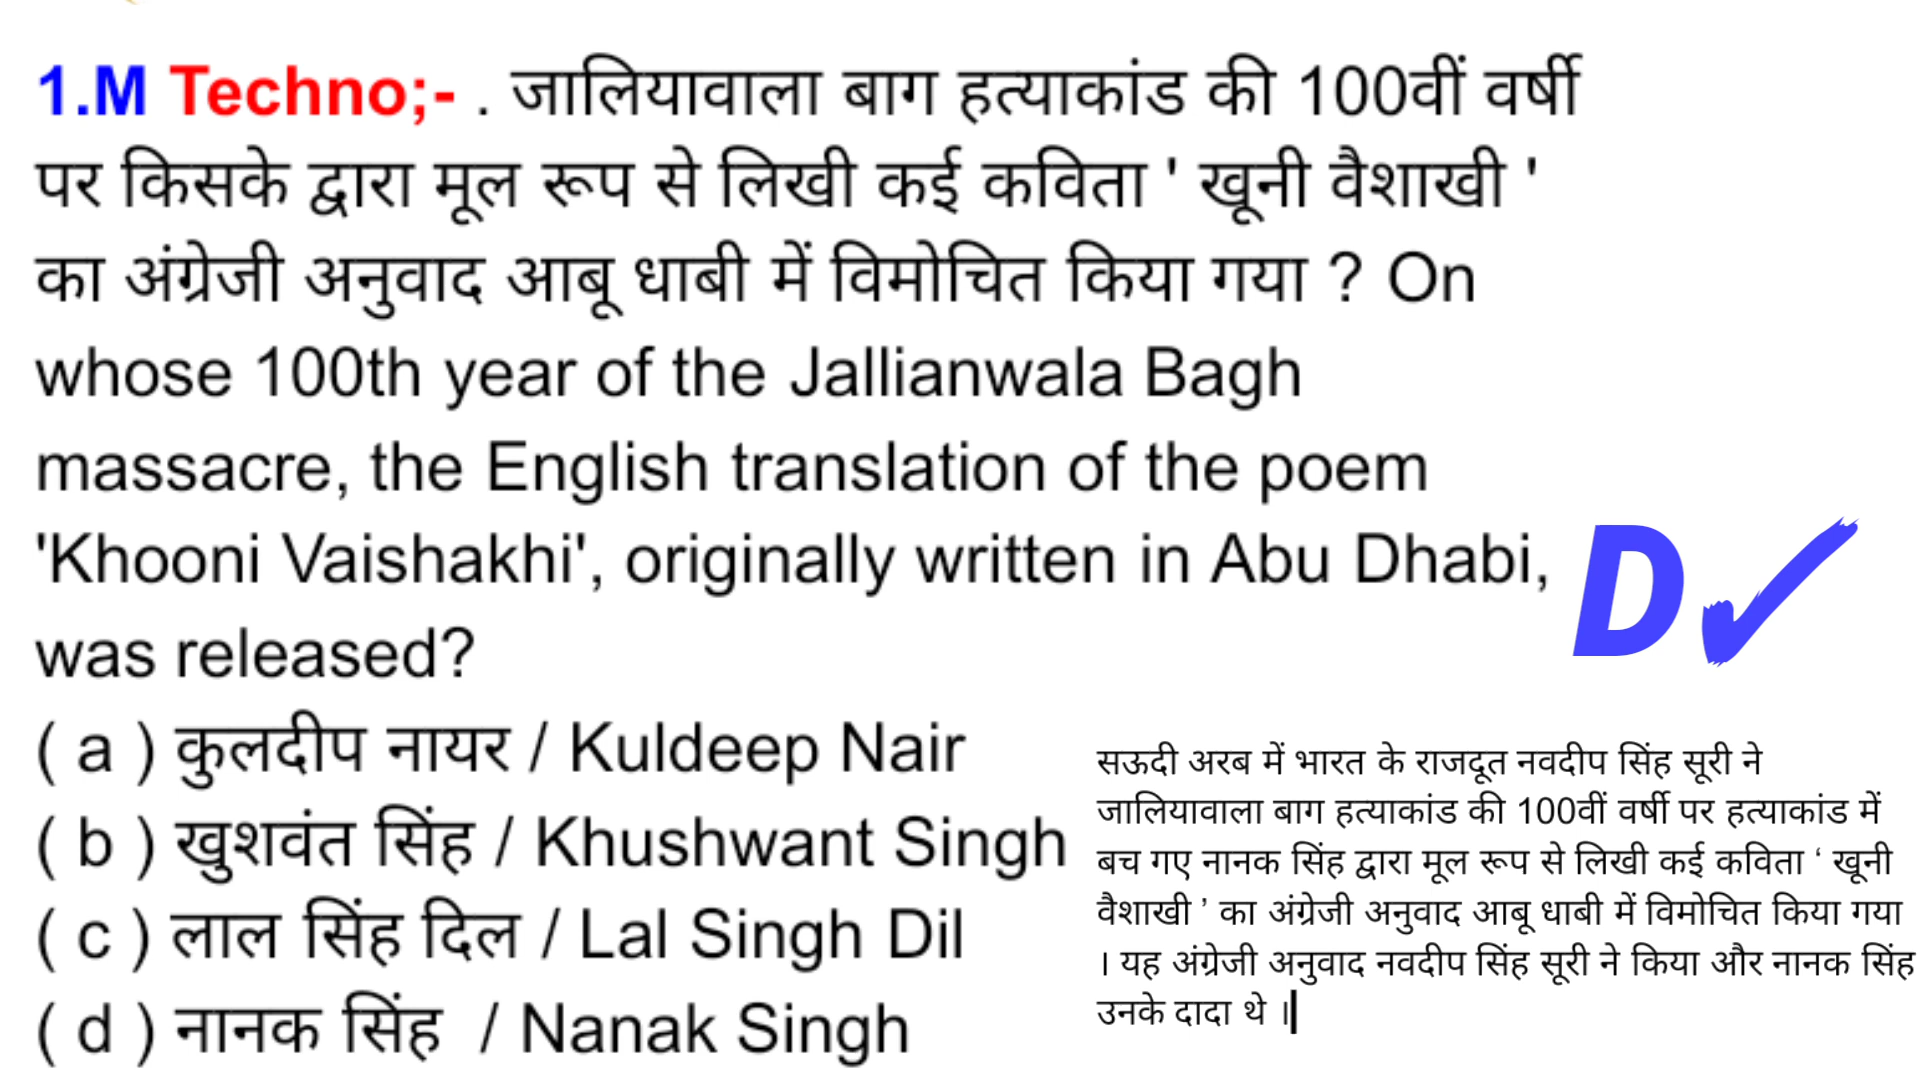 1.M Techno;- . जालियावाला बाग हत्याकांड की 100वीं वर्षी
पर किसके द्वारा मूल रूप से लिखी कई कविता ' खूनी वैशाखी '
का अंग्रेजी अनुवाद आबू धाबी में विमोचित किया गया ? On
whose 100th year of the Jallianwala Bagh
massacre, the English translation of the poem
'Khooni Vaishakhi', originally written in Abu Dhabi,
was released?
D✓
( a ) कुलदीप नायर / Kuldeep Nair
( b ) खुशवंत सिंह / Khushwant Singh
( c ) लाल सिंह दिल / Lal Singh Dil
( d ) नानक सिंह / Nanak Singh
सऊदी अरब में भारत के राजदूत नवदीप सिंह सूरी ने
जालियावाला बाग हत्याकांड की 100वीं वर्षी पर हत्याकांड में
बच गए नानक सिंह द्वारा मूल रूप से लिखी कई कविता ‘ खूनी
वैशाखी ’ का अंग्रेजी अनुवाद आबू धाबी में विमोचित किया गया
। यह अंग्रेजी अनुवाद नवदीप सिंह सूरी ने किया और नानक सिंह
उनके दादा थे ।